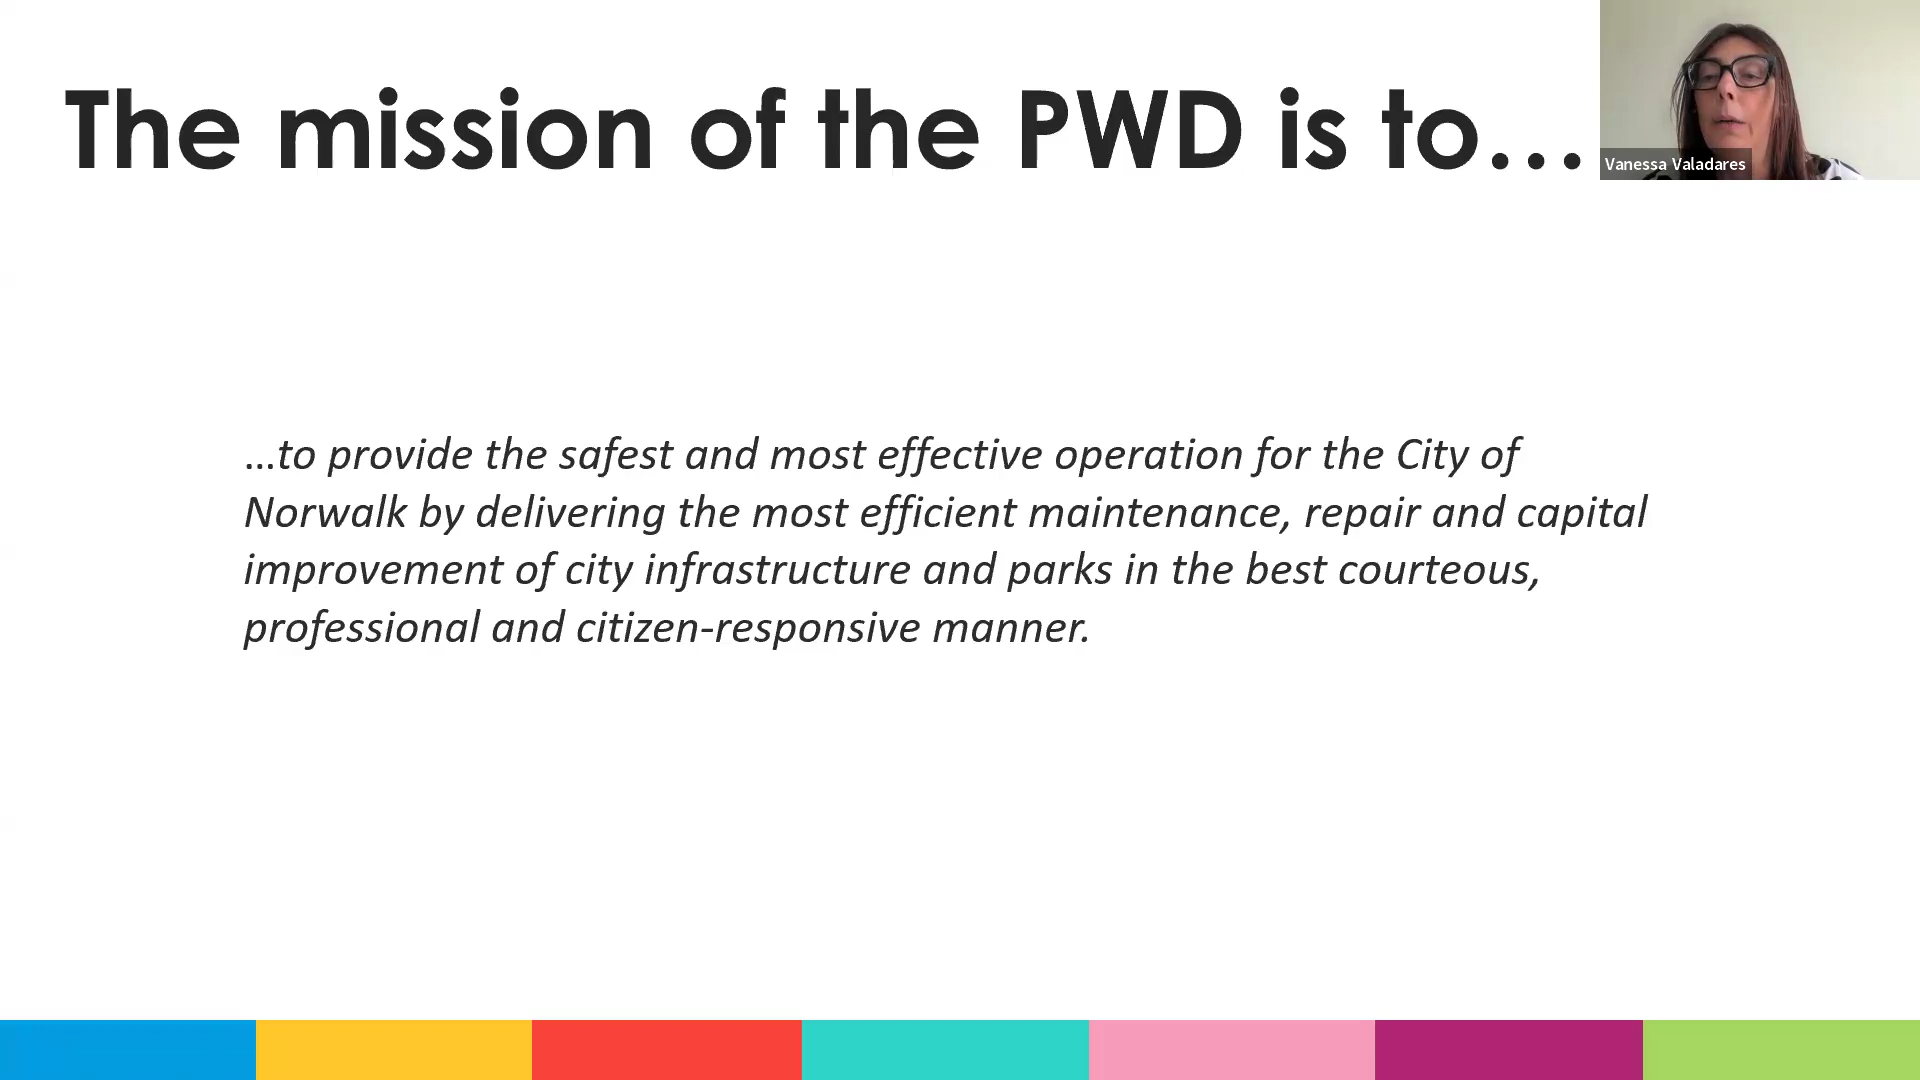 The mission of the PWD is to…
Vanessa Valadares
…to provide the safest and most effective operation for the City of
Norwalk by delivering the most efficient maintenance, repair and capital
improvement of city infrastructure and parks in the best courteous,
professional and citizen-responsive manner.